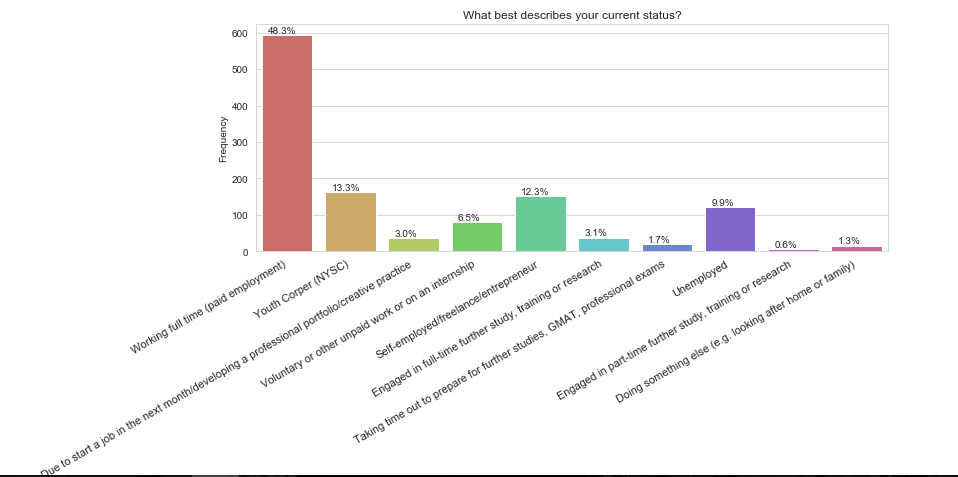 What best describes your current status?
Frequency
600
500
400
300
200
100
0
48.3%
13.3%
3.0%
6.5%
12.3%
3.1%
1.7%
9.9%
0.6%
1.3%
Working full time (paid employment)
Youth Corper (NYSC)
Due to start a job in the next month/developing a professional portfolio/creative practice
Voluntary or other unpaid work or on an internship
Self-employed/freelance/entrepreneur
Engaged in full-time further study, training or research
Taking time out to prepare for further studies, GMAT, professional exams
Unemployed
Engaged in part-time further study, training or research
Doing something else (e.g. looking after home or family)